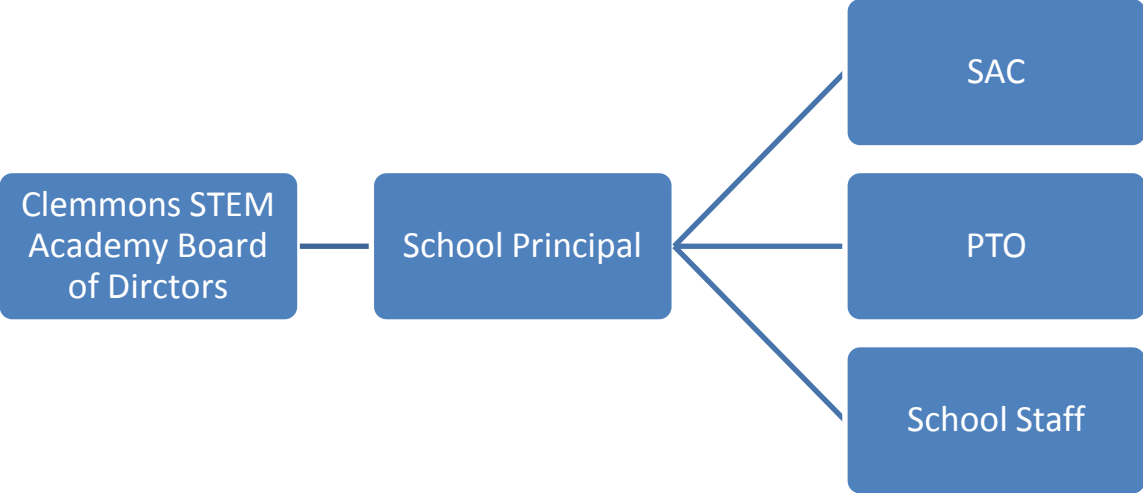 Clemmons STEM
Academy Board
of Dirctors
School Principal
SAC
PTO
School Staff